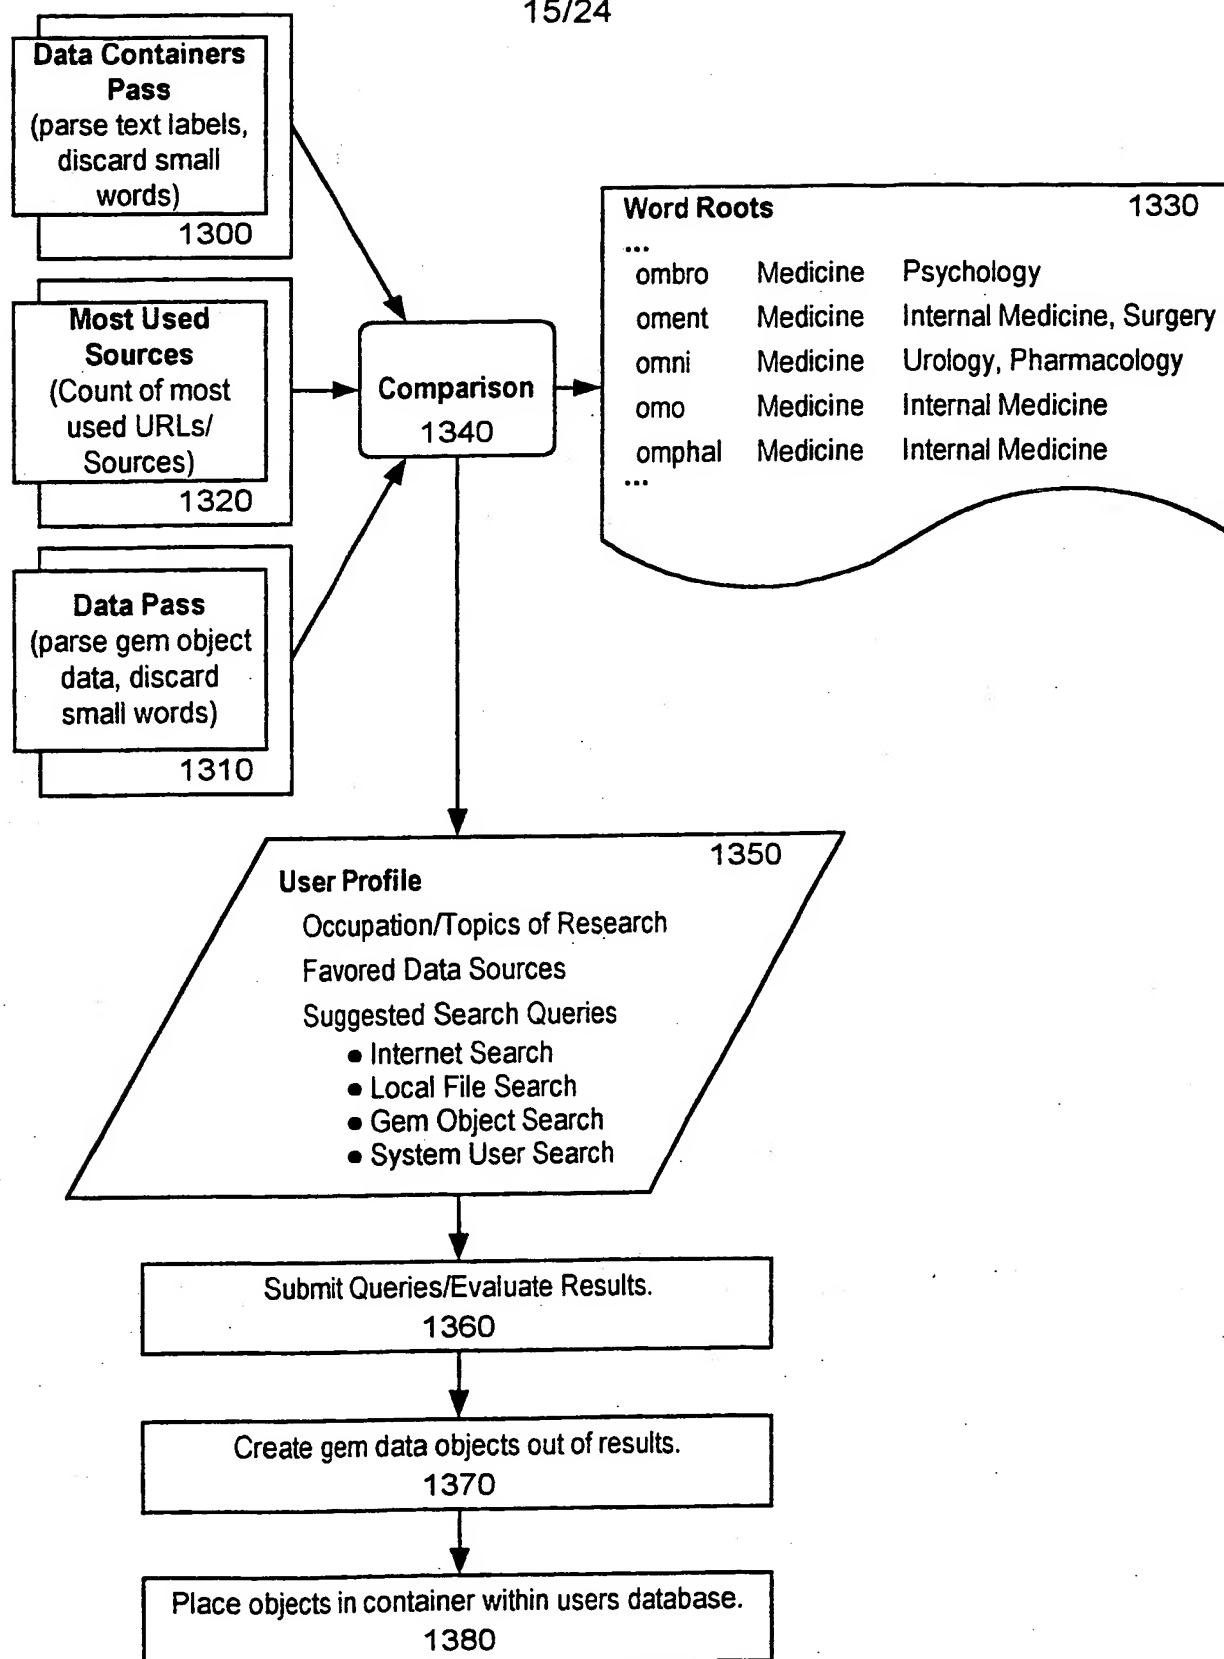 15/24
Data Containers
Pass
(parse text labels,
discard small
words)
1300
Most Used
Sources
(Count of most
used URLs/
Sources)
1320
Data Pass
(parse gem object
data, discard
small words)
1310
Comparison
1340
Word Roots 1330
...
ombro Medicine Psychology
oment Medicine Internal Medicine, Surgery
omni Medicine Urology, Pharmacology
omo Medicine Internal Medicine
omphal Medicine Internal Medicine
...
1350
User Profile
Occupation/Topics of Research
Favored Data Sources
Suggested Search Queries
• Internet Search
• Local File Search
• Gem Object Search
• System User Search
Submit Queries/Evaluate Results.
1360
Create gem data objects out of results.
1370
Place objects in container within users database.
1380